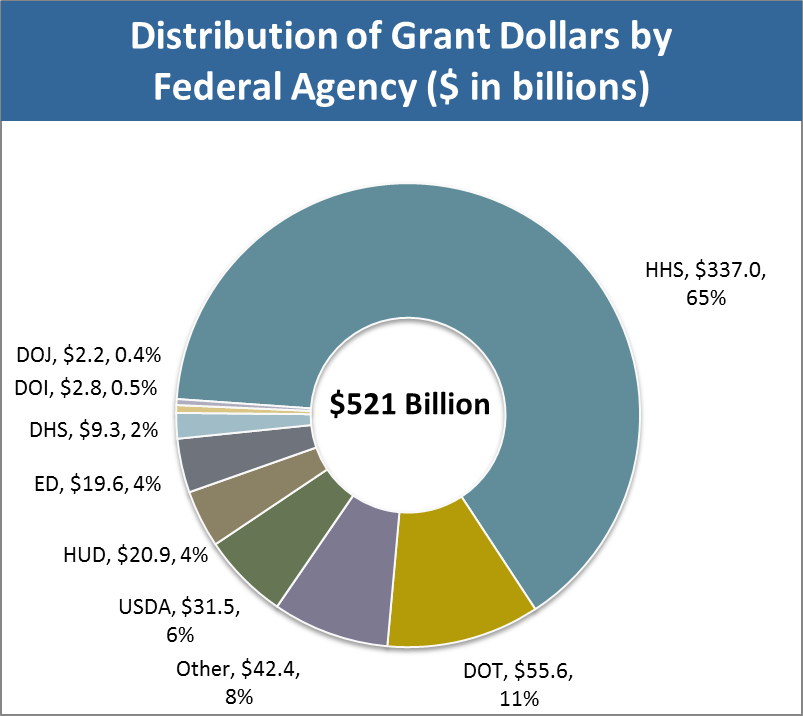 Distribution of Grant Dollars by
Federal Agency ($ in billions)
HHS, $337.0,
65%
DOJ, $2.2, 0.4%
DOI, $2.8, 0.5%
$521 Billion
DHS, $9.3, 2%
ED, $19.6, 4%
HUD, $20.9, 4%
USDA, $31.5,
6%
Other, $42.4,
8%
DOT, $55.6,
11%